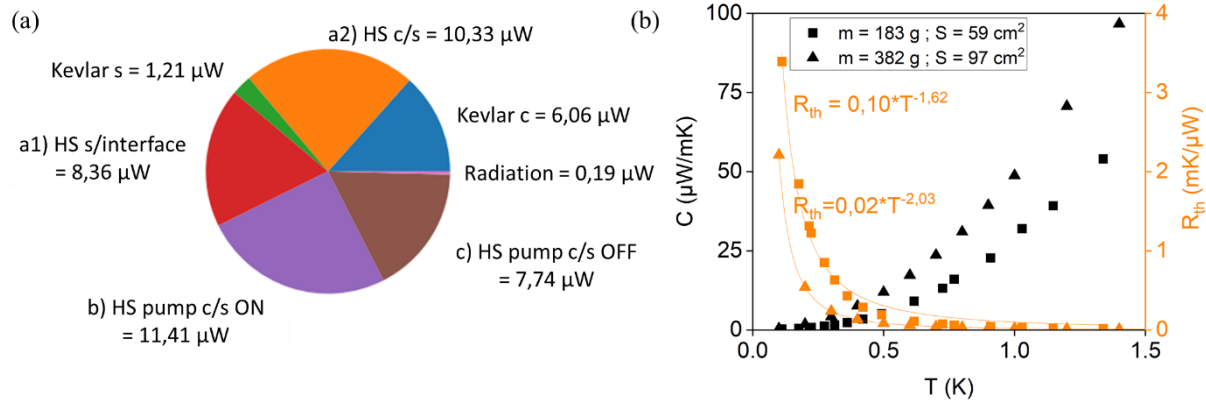 (a)
a2) HS c/s = 10,33 µW
Kevlar s = 1,21 µW
Kevlar c = 6,06 µW
a1) HS s/interface
= 8,36 µW
Radiation = 0,19 µW
c) HS pump c/s OFF
= 7,74 µW
b) HS pump c/s ON
= 11,41 µW
(b)
m = 183 g ; S = 59 cm²
m = 382 g ; S = 97 cm²
R_th = 0,10*T^-1,62
R_th=0,02*T^-2,03
C (µW/mK)
100
75
50
25
0
R_th (mK/µW)
4
3
2
1
0
0.0 0.5 1.0 1.5
T (K)